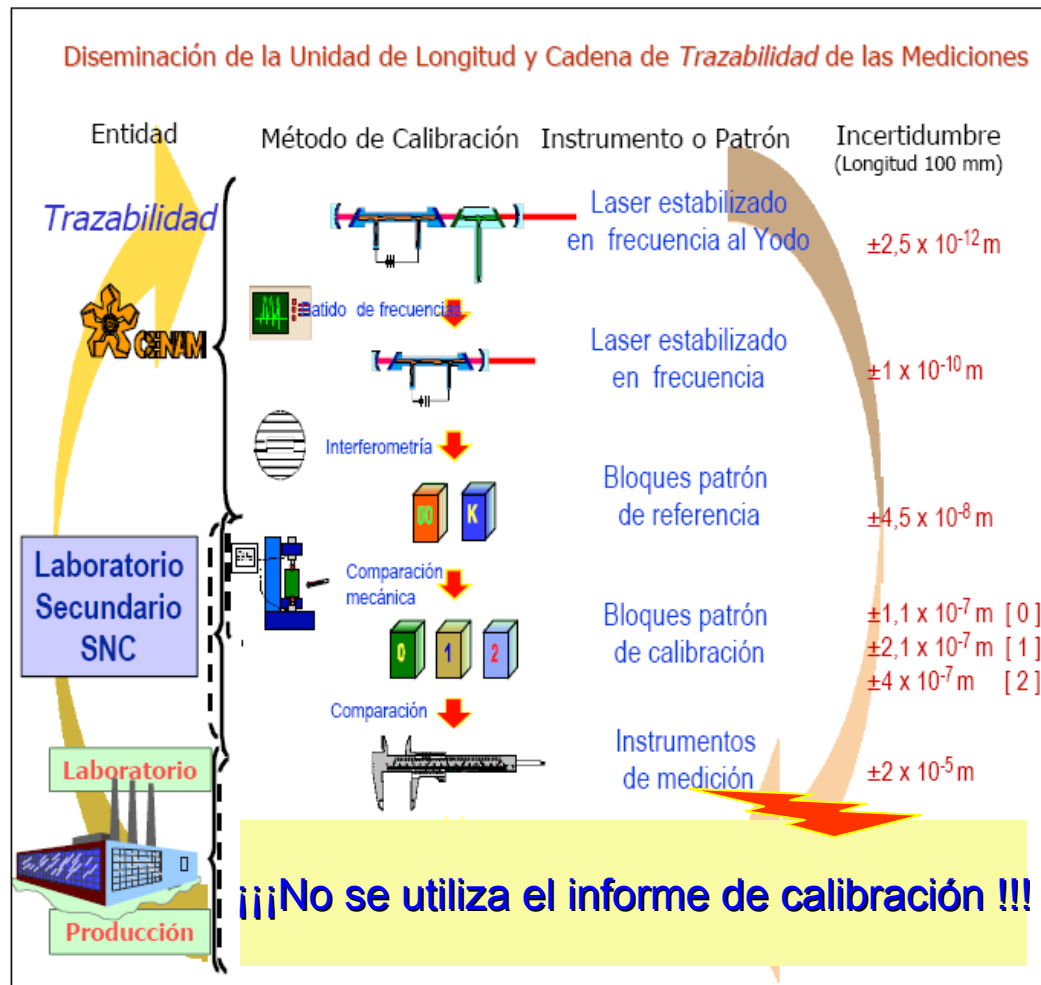 Diseminación de la Unidad de Longitud y Cadena de Trazabilidad de las Mediciones
Entidad
Método de Calibración
Instrumento o Patrón
Incertidumbre
(Longitud 100 mm)
Trazabilidad
Laser estabilizado
en frecuencia al Yodo
±2,5 x 10-12 m
CENAM
Batido de frecuencias
Laser estabilizado
en frecuencia
±1 x 10-10 m
Interferometría
00
K
Bloques patrón
de referencia
±4,5 x 10-8 m
Laboratorio
Secundario
SNC
Comparación
mecánica
0
1
2
Bloques patrón
de calibración
±1,1 x 10-7 m [ 0 ]
±2,1 x 10-7 m [ 1 ]
±4 x 10-7 m [ 2 ]
Comparación
Instrumentos
de medición
±2 x 10-5 m
Laboratorio
Producción
¡¡¡No se utiliza el informe de calibración !!!